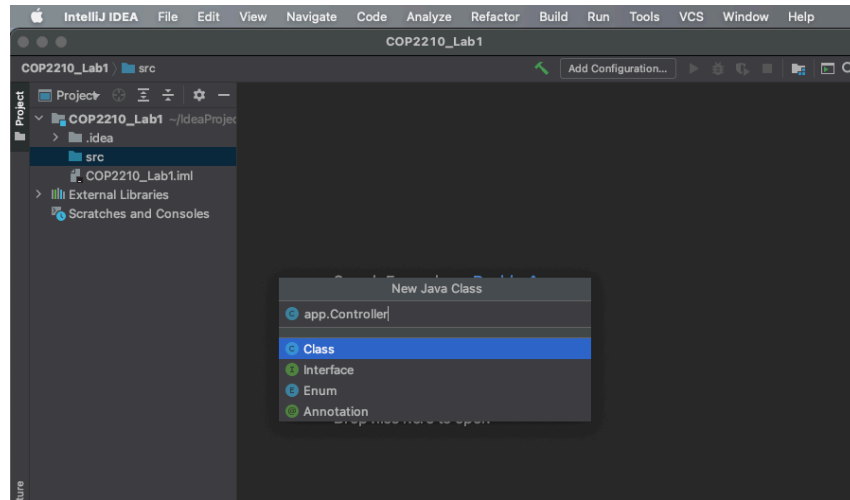 IntelliJ IDEA File Edit View Navigate Code Analyze Refactor Build Run Tools VCS Window Help
COP2210_Lab1
COP2210_Lab1 src Add Configuration...
Project
Project
COP2210_Lab1 ~/IdeaProjec
.idea
src
COP2210_Lab1.iml
External Libraries
Scratches and Consoles
New Java Class
app.Controller
Class
Interface
Enum
Annotation